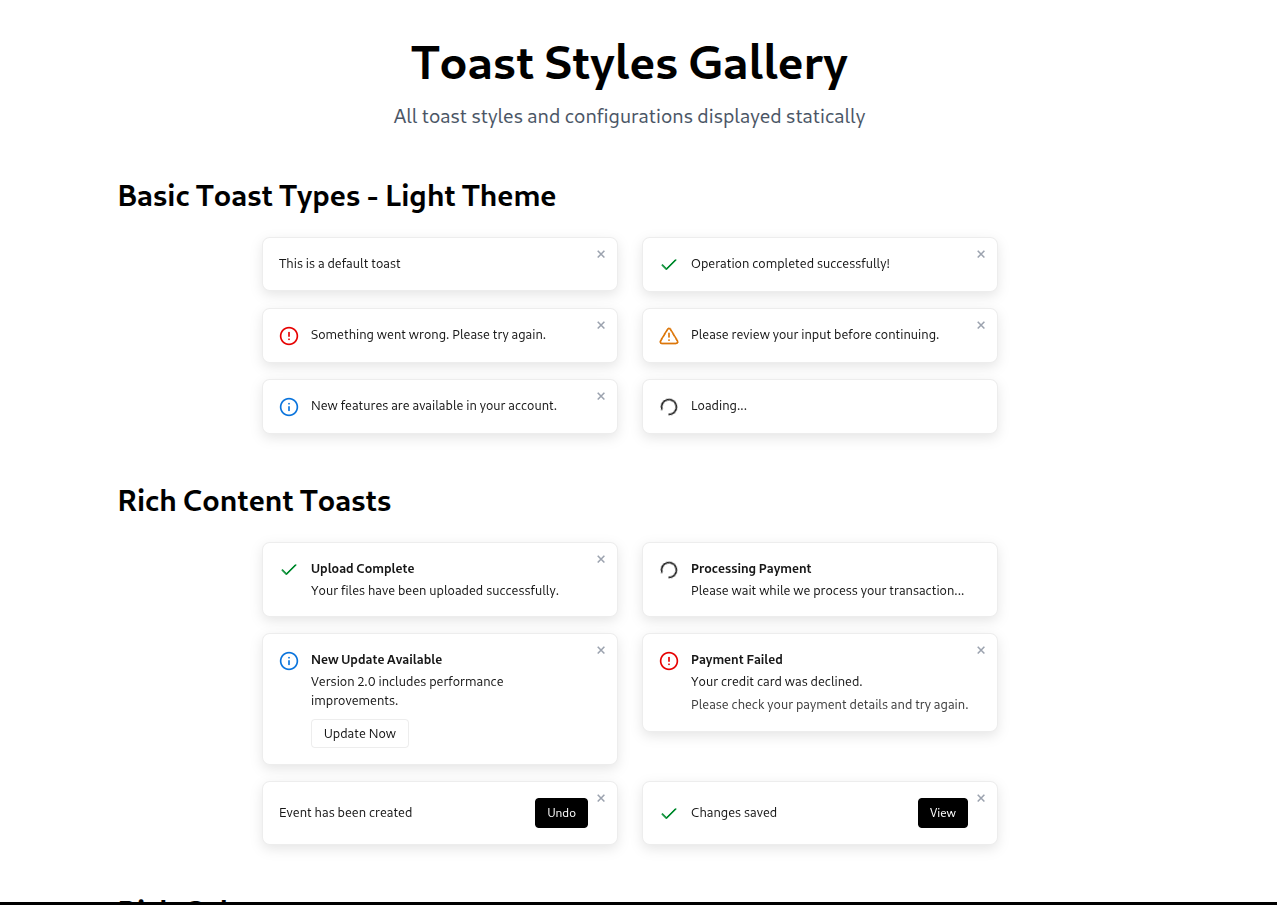 Toast Styles Gallery
All toast styles and configurations displayed statically
Basic Toast Types - Light Theme
This is a default toast
Operation completed successfully!
Something went wrong. Please try again.
Please review your input before continuing.
New features are available in your account.
Loading...
Rich Content Toasts
Upload Complete
Your files have been uploaded successfully.
Processing Payment
Please wait while we process your transaction...
New Update Available
Version 2.0 includes performance
improvements.
Update Now
Payment Failed
Your credit card was declined.
Please check your payment details and try again.
Event has been created
Undo
Changes saved
View